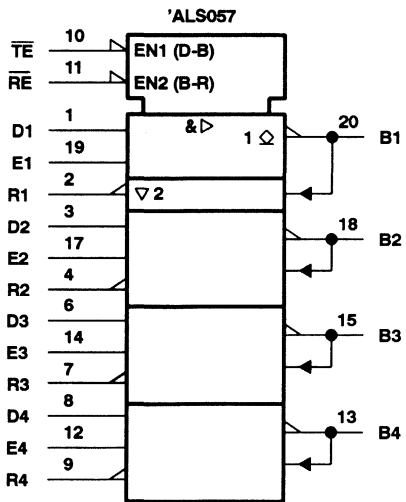 'ALS057
TE 10 EN1 (D-B)
RE 11 EN2 (B-R)
D1 1 & ▷ 1 ◇ 20 B1
E1 19
R1 2 ▽ 2
D2 3 18 B2
E2 17
R2 4
D3 6 15 B3
E3 14
R3 7
D4 8 13 B4
E4 12
R4 9